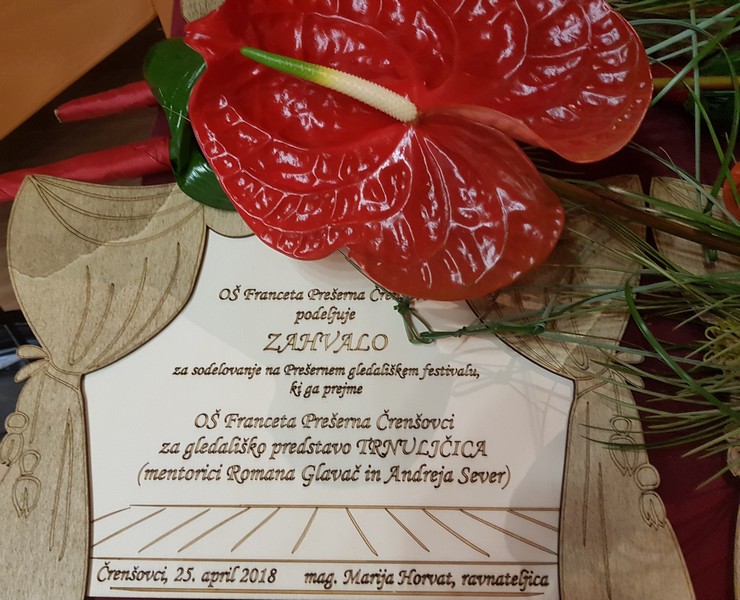 OŠ Franceta Prešerna
podeljuje
ZAHVALO
za sodelovanje na Prešernem gledališkem festivalu,
ki ga prejme
OŠ Franceta Prešerna Črenšovci
za gledališko predstavo TRNULJČICA
(mentorici Romana Glavač in Andreja Sever)
Črenšovci, 25. april 2018 mag. Marija Horvat, ravnateljica